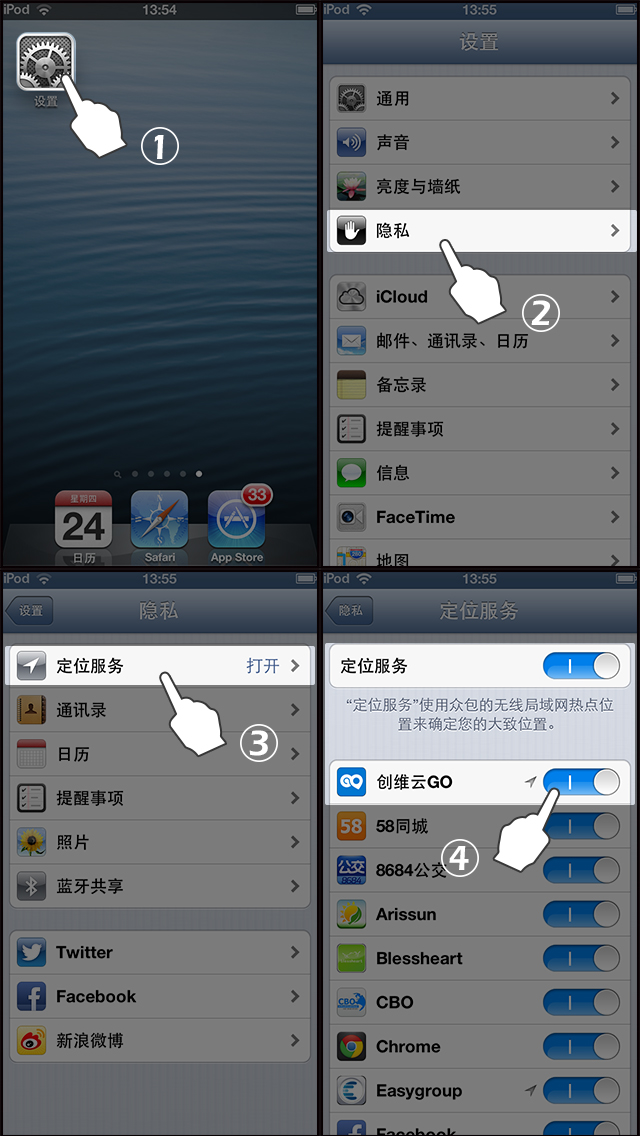 iPod 13:54
设置
①
星期四
24
33
日历 Safari App Store
iPod 13:55
设置
通用
声音
亮度与墙纸
隐私
②
iCloud
邮件、通讯录、日历
备忘录
提醒事项
信息
FaceTime
地图
iPod 13:55
设置 隐私
定位服务 打开
③
通讯录
日历
提醒事项
照片
蓝牙共享
Twitter
Facebook
新浪微博
iPod 13:55
隐私 定位服务
定位服务
“定位服务”使用众包的无线局域网热点位
置来确定您的大致位置。
创维云GO
④
58 58同城
公交 8684 8684公交
Arissun
Blessheart
CBO CBO
Chrome
Easygroup
Facebook